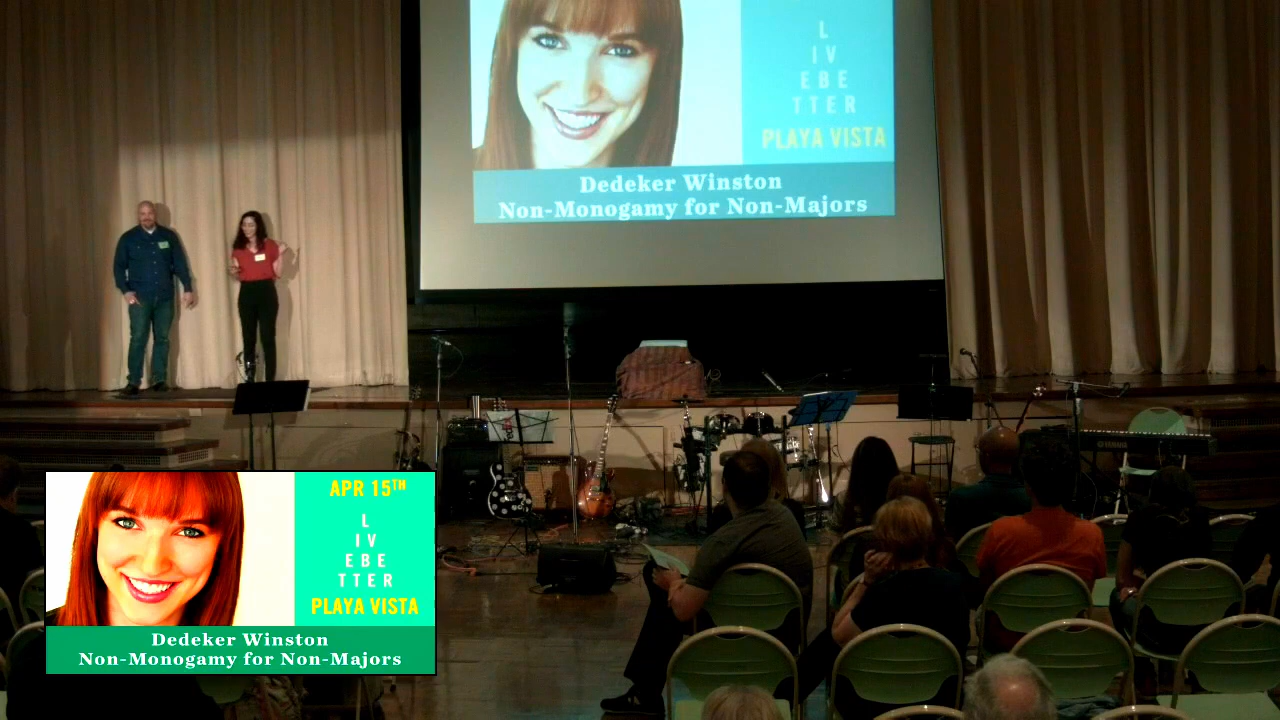 L
IV
EBE
TTER
PLAYA VISTA
Dedeker Winston
Non-Monogamy for Non-Majors
YAMAHA
APR 15TH
L
IV
EBE
TTER
PLAYA VISTA
Dedeker Winston
Non-Monogamy for Non-Majors